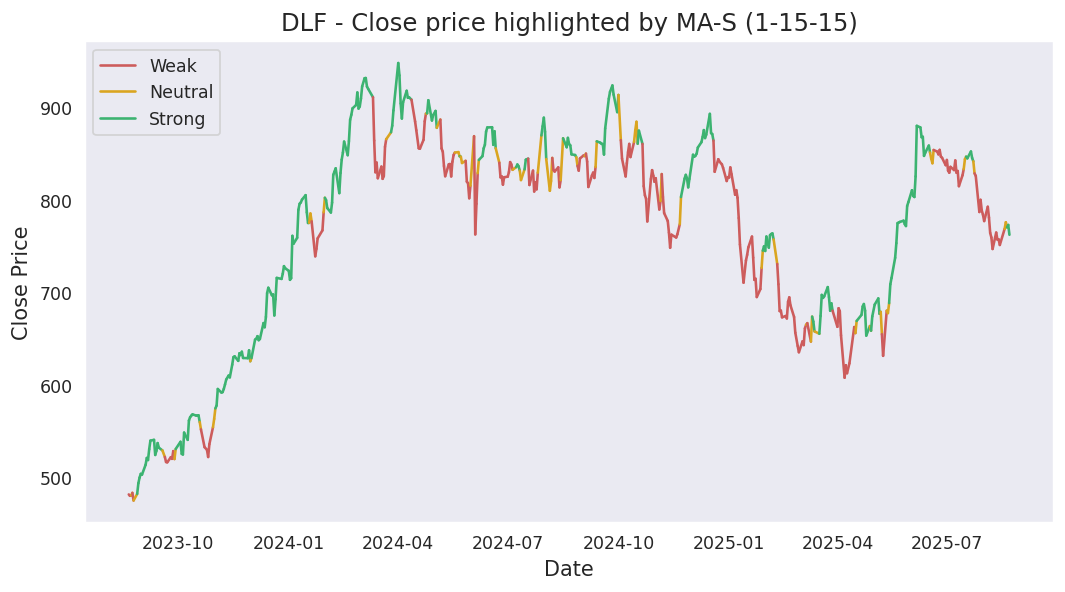 DLF - Close price highlighted by MA-S (1-15-15)
Weak
Neutral
Strong
Close Price
900
800
700
600
500
2023-10 2024-01 2024-04 2024-07 2024-10 2025-01 2025-04 2025-07
Date